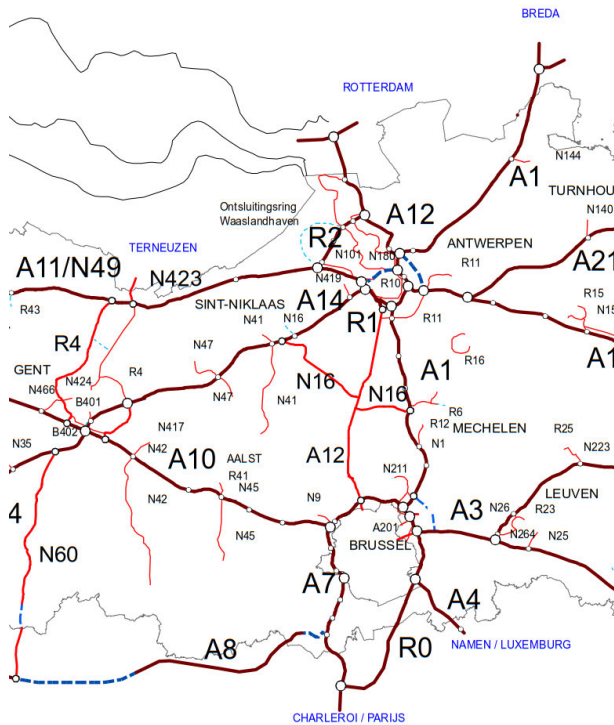 BREDA
ROTTERDAM
N144
A1
TURNHOU
Ontsluitingsring
Waaslandhaven
A12
N140
R2
N101
N180
ANTWERPEN
TERNEUZEN
A11/N49
N423
N419
R10
R11
A21
R43
SINT-NIKLAAS
A14
R15
N15
N16
R1
R11
A1
R4
N41
N47
R16
GENT
N424
R4
N16
A1
N466
B401
N47
N41
N16
R6
B402
N417
R12
MECHELEN
N35
N42
A10
AALST
A12
N1
R25
N223
R41
N211
LEUVEN
4
N42
N45
N9
A3
N26
R23
A201
N264
N45
BRUSSEL
N25
N60
A7
A4
A8
R0
NAMEN / LUXEMBURG
CHARLEROI / PARIJS